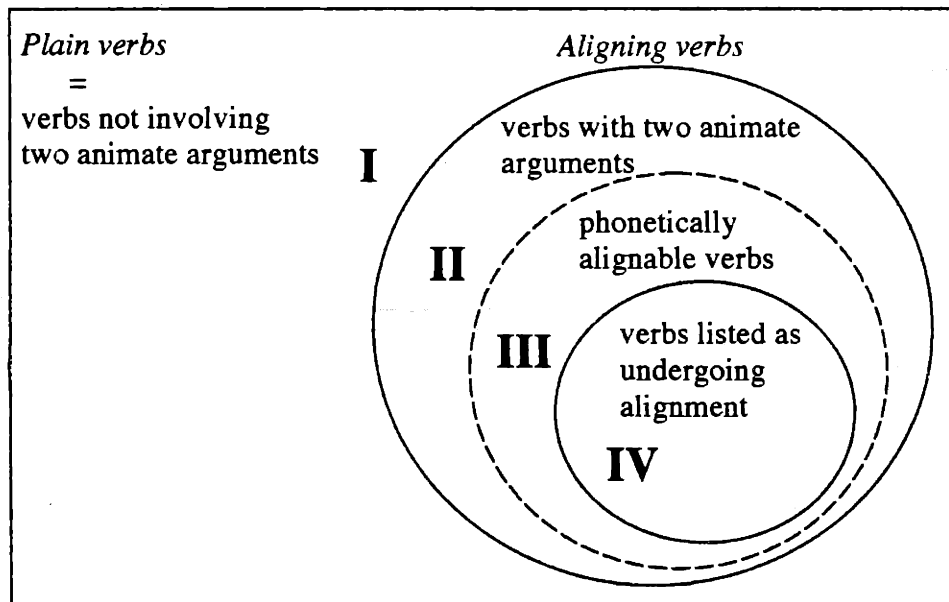 Plain verbs
=
verbs not involving
two animate arguments
Aligning verbs
verbs with two animate
arguments
I
phonetically
alignable verbs
II
verbs listed as
undergoing
alignment
III
IV